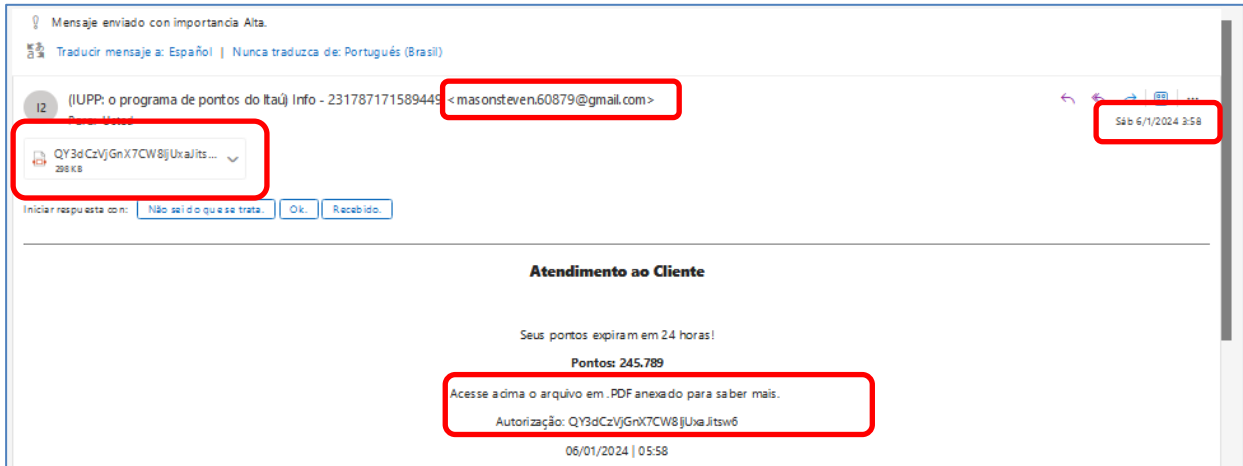 Mensaje enviado con importancia Alta.
Traducir mensaje a: Español | Nunca traduzca de: Portugués (Brasil)
(IUPP: o programa de pontos do Itaú) Info - 231787171589449 <masonsteven.60879@gmail.com>
I2
Sáb 6/1/2024 3:58
QY3dCzVjGnX7CW8IjUxaJits...
298 KB
Iniciar respuesta con: Não sei do que se trata. Ok. Recebido.
Atendimento ao Cliente
Seus pontos expiram em 24 horas!
Pontos: 245.789
Acesse acima o arquivo em .PDF anexado para saber mais.
Autorização: QY3dCzVjGnX7CW8IjUxaJitsw6
06/01/2024 | 05:58